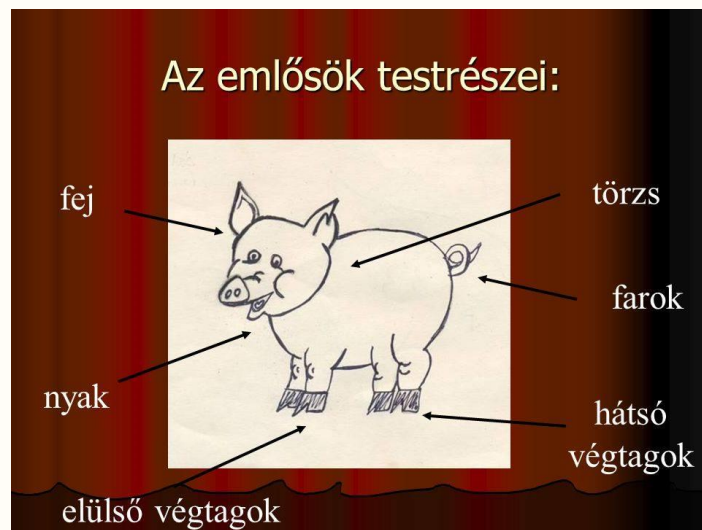 Az emlősök testrészei:
fej
törzs
farok
nyak
hátsó
végtagok
elülső végtagok